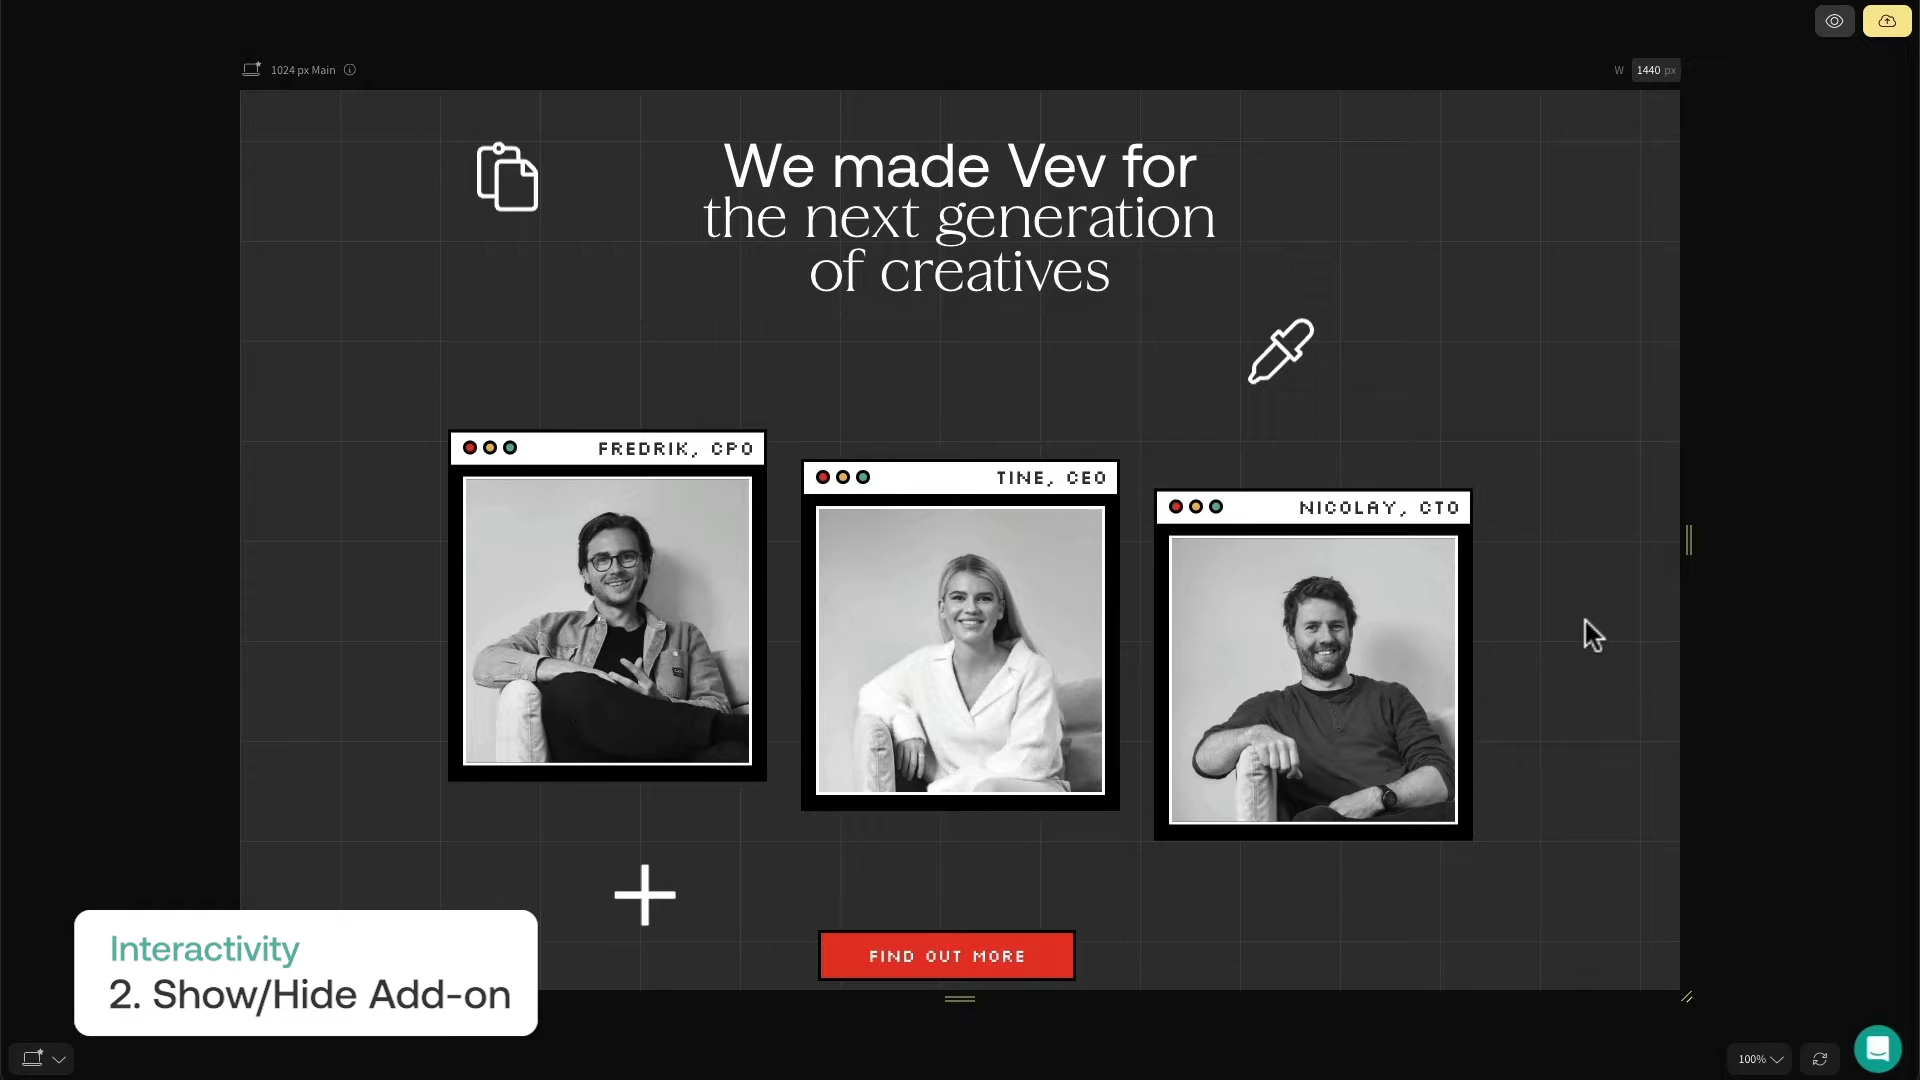 1024 px Main
W 1440 px
We made Vev for
the next generation
of creatives
FREDRIK, CPO
TINE, CEO
NICOLAY, CTO
FIND OUT MORE
Interactivity
2. Show/Hide Add-on
100%